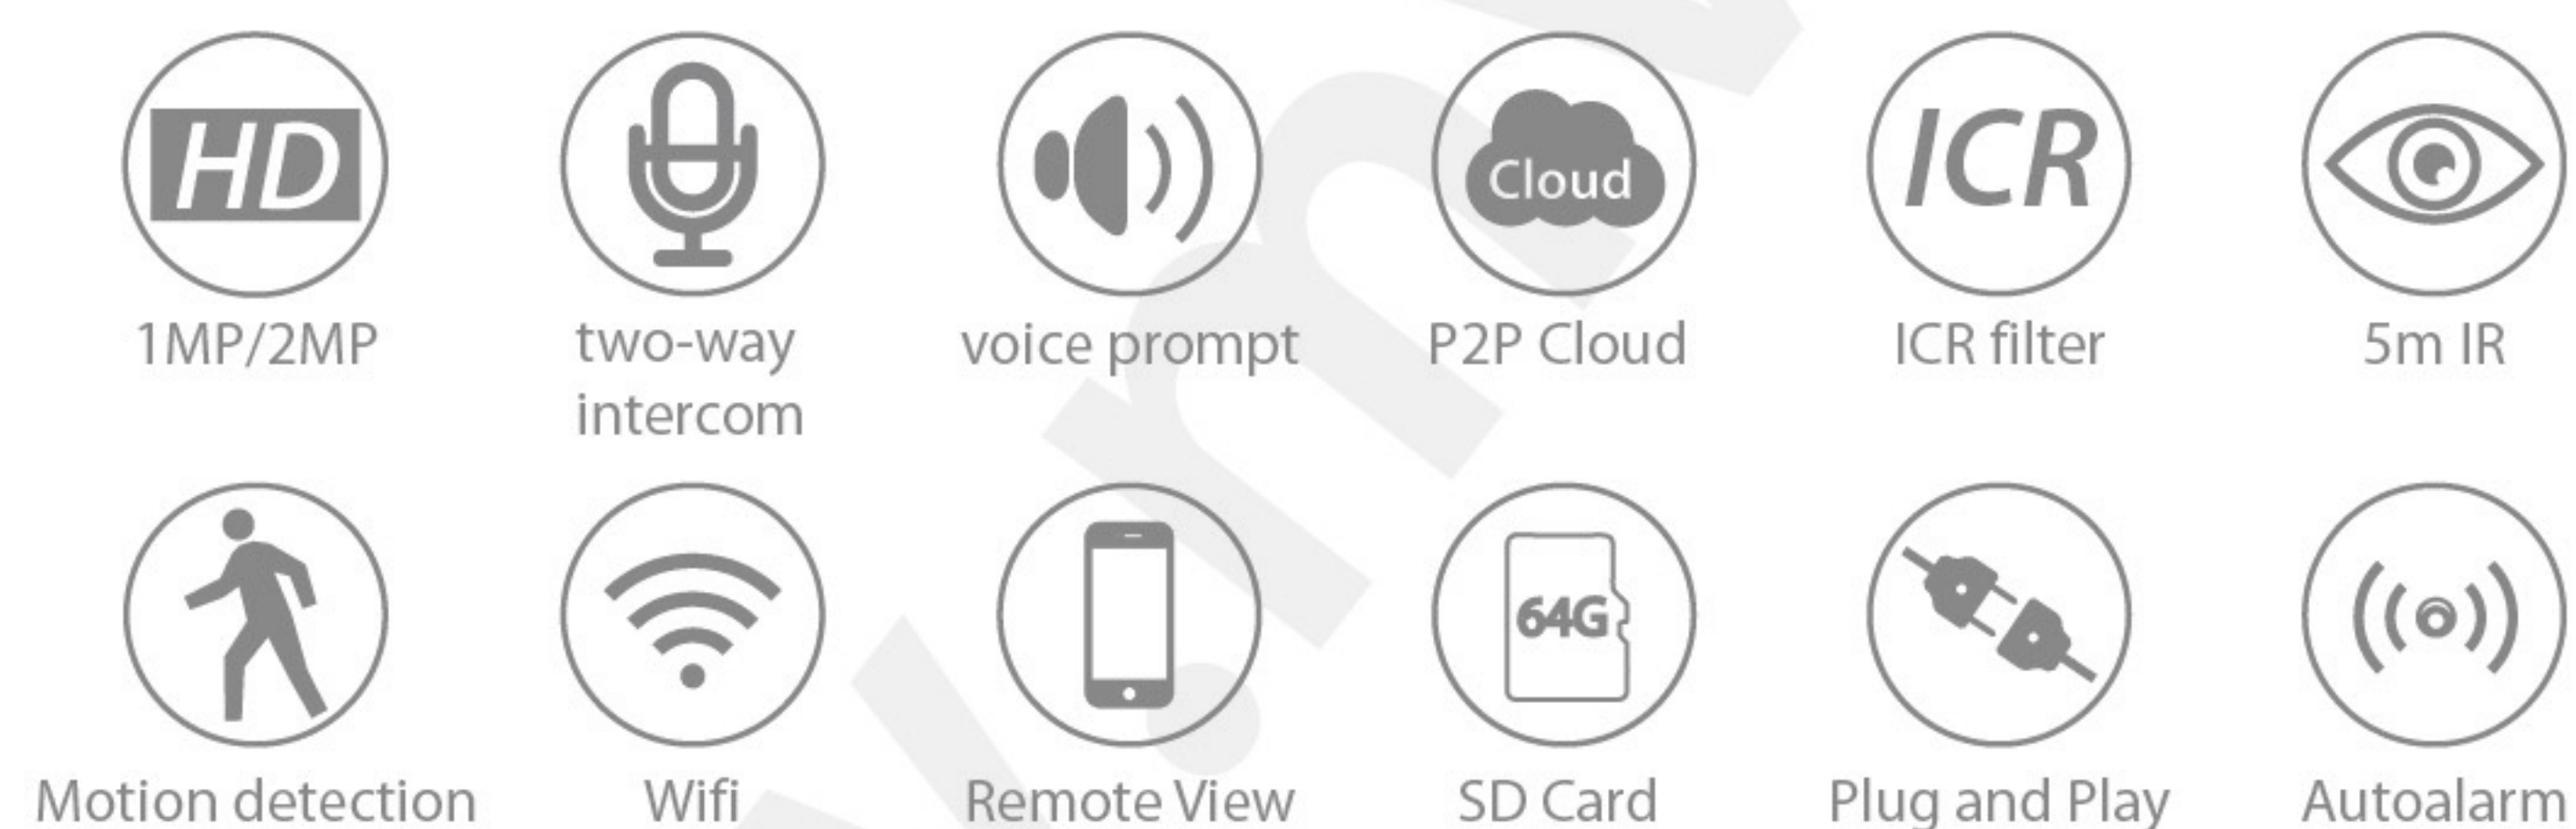 HD
Cloud
ICR
1MP/2MP
two-way
intercom
voice prompt
P2P Cloud
ICR filter
5m IR
64G
Motion detection
Wifi
Remote View
SD Card
Plug and Play
Autoalarm